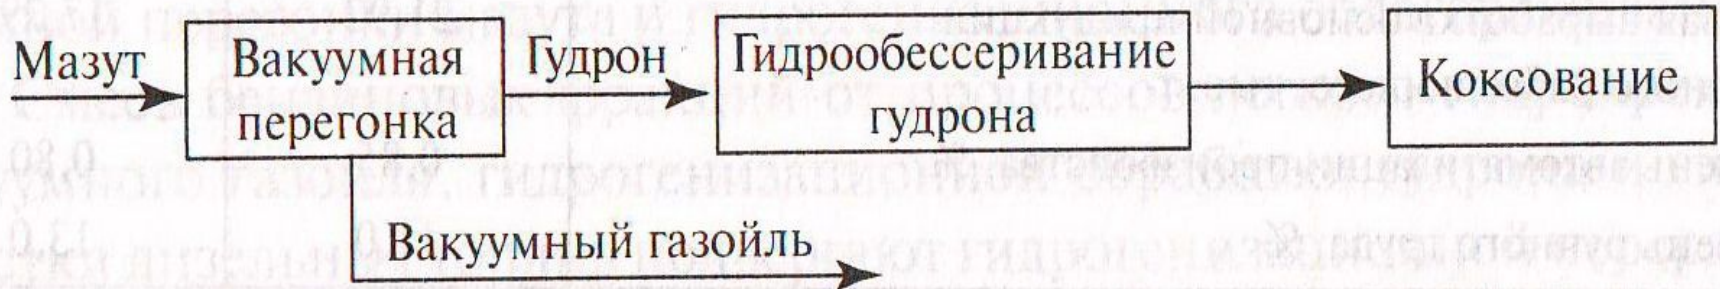 Мазут
Вакуумная
перегонка
Гудрон
Гидрообессеривание
гудрона
Коксование
Вакуумный газойль